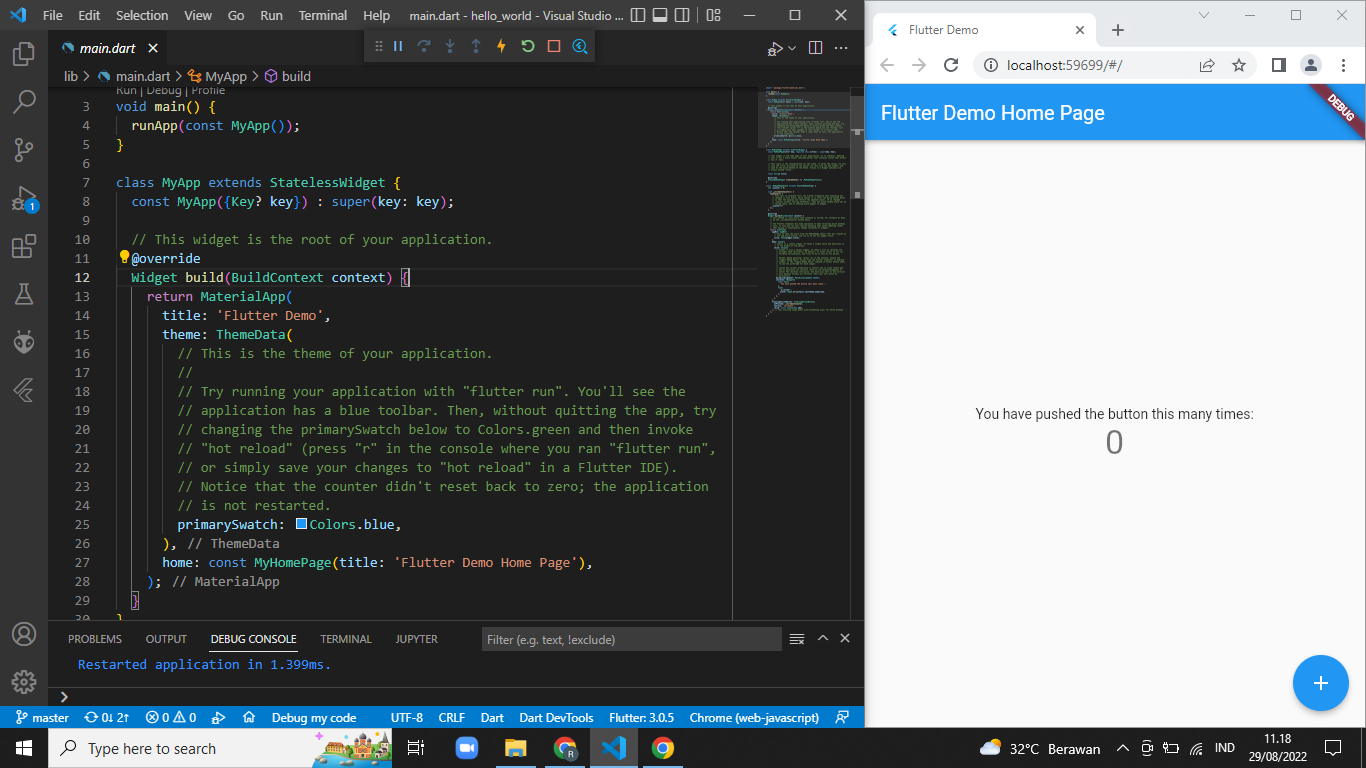 File Edit Selection View Go Run Terminal Help main.dart - hello_world - Visual Studio ...
main.dart
lib > main.dart > MyApp > build
Run | Debug | Profile
3 void main() {
4 runApp(const MyApp());
5 }
6
7 class MyApp extends StatelessWidget {
8 const MyApp({Key? key}) : super(key: key);
9
10 // This widget is the root of your application.
11 @override
12 Widget build(BuildContext context) {
13 return MaterialApp(
14 title: 'Flutter Demo',
15 theme: ThemeData(
16 // This is the theme of your application.
17 //
18 // Try running your application with "flutter run". You'll see the
19 // application has a blue toolbar. Then, without quitting the app, try
20 // changing the primarySwatch below to Colors.green and then invoke
21 // "hot reload" (press "r" in the console where you ran "flutter run",
22 // or simply save your changes to "hot reload" in a Flutter IDE).
23 // Notice that the counter didn't reset back to zero; the application
24 // is not restarted.
25 primarySwatch: Colors.blue,
26 ), // ThemeData
27 home: const MyHomePage(title: 'Flutter Demo Home Page'),
28 ); // MaterialApp
29 }
30 }
1
PROBLEMS OUTPUT DEBUG CONSOLE TERMINAL JUPYTER Filter (e.g. text, !exclude)
Restarted application in 1.399ms.
>
master 0↓ 2↑ 0 0 Debug my code UTF-8 CRLF Dart Dart DevTools Flutter: 3.0.5 Chrome (web-javascript)
Flutter Demo
localhost:59699/#/
Flutter Demo Home Page
DEBUG
You have pushed the button this many times:
0
+
Type here to search
R
32°C Berawan
IND
11.18
29/08/2022